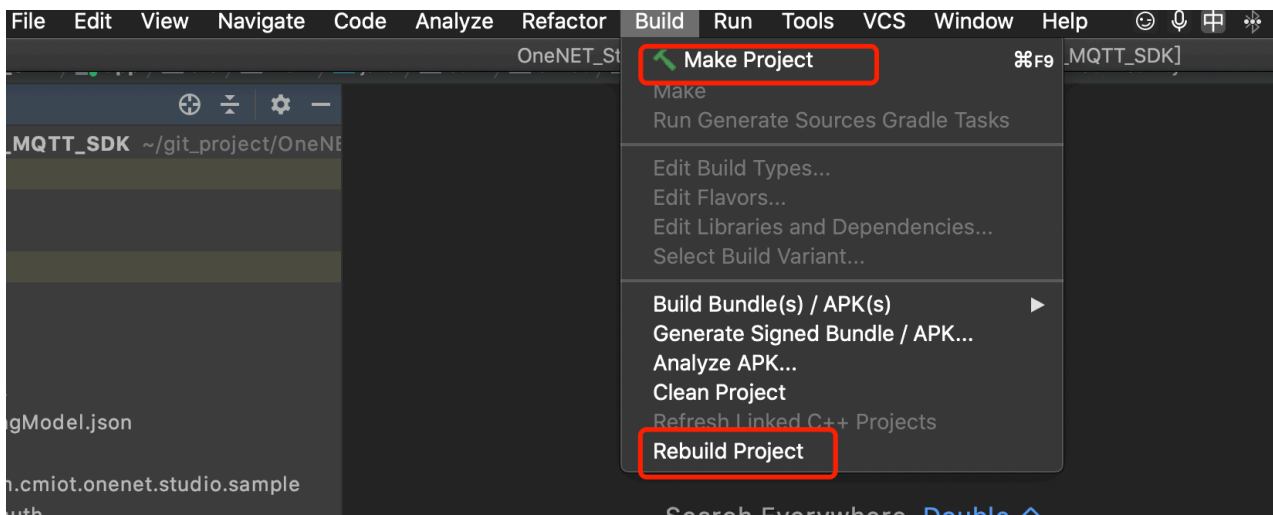 File Edit View Navigate Code Analyze Refactor Build Run Tools VCS Window Help 中
OneNET_St
_MQTT_SDK]
Make Project ⌘F9
Make
Run Generate Sources Gradle Tasks
_MQTT_SDK ~/git_project/OneNE
Edit Build Types...
Edit Flavors...
Edit Libraries and Dependencies...
Select Build Variant...
Build Bundle(s) / APK(s)
Generate Signed Bundle / APK...
Analyze APK...
Clean Project
Refresh Linked C++ Projects
Rebuild Project
gModel.json
.cmiot.onenet.studio.sample
Search Everywhere Double